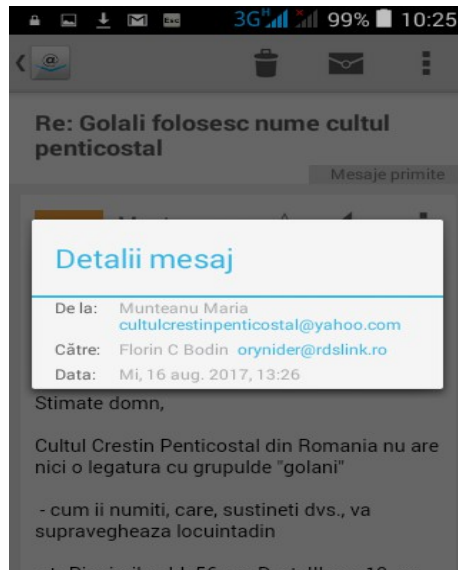 Esc 3G H 99% 10:25
Re: Golali folosesc nume cultul
penticostal
Mesaje primite
Detalii mesaj
De la: Munteanu Maria
cultulcrestinpenticostal@yahoo.com
Către: Florin C Bodin orynider@rdslink.ro
Data: Mi, 16 aug. 2017, 13:26
Stimate domn,
Cultul Crestin Penticostal din Romania nu are
nici o legatura cu grupulde "golani"
- cum ii numiti, care, sustineti dvs., va
supravegheaza locuintadin